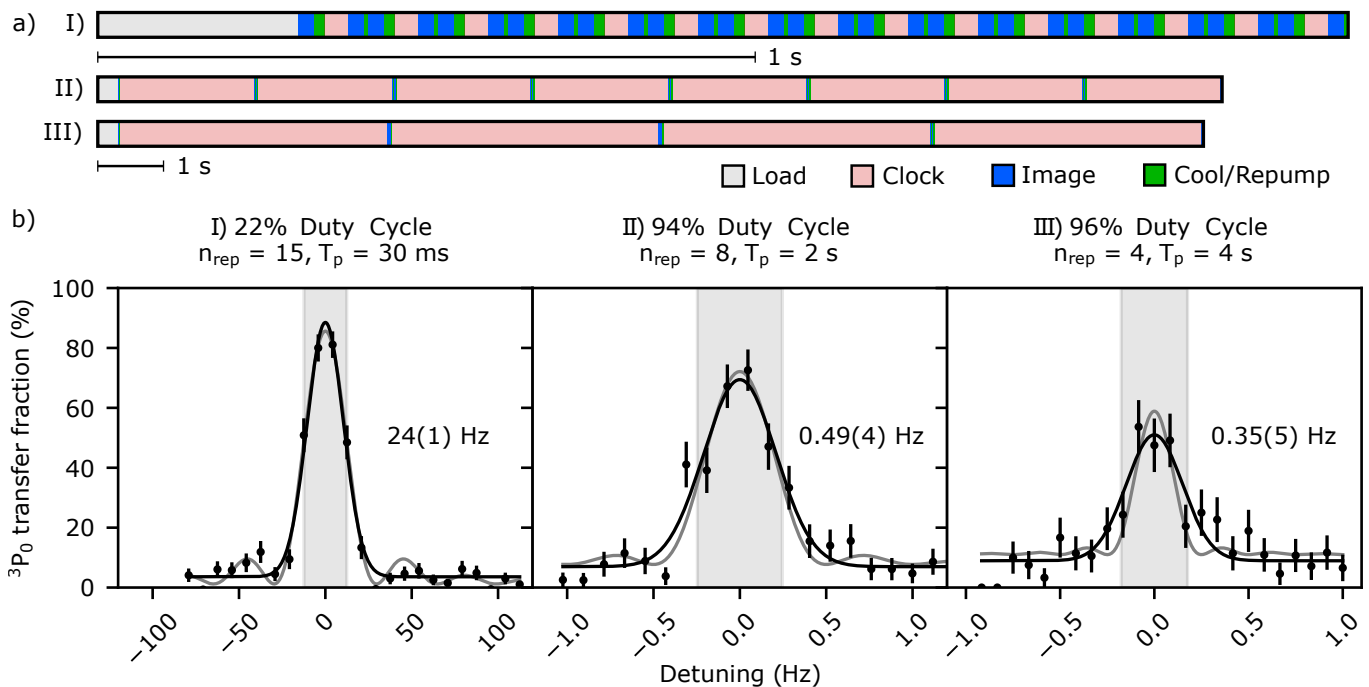 a)
I)
1 s
II)
III)
1 s
Load
Clock
Image
Cool/Repump
b)
I) 22% Duty Cycle
n_rep = 15, T_p = 30 ms
II) 94% Duty Cycle
n_rep = 8, T_p = 2 s
III) 96% Duty Cycle
n_rep = 4, T_p = 4 s
³P₀ transfer fraction (%)
100
80
60
40
20
0
24(1) Hz
0.49(4) Hz
0.35(5) Hz
−100
−50
0
50
100
−1.0
−0.5
0.0
0.5
1.0
−1.0
−0.5
0.0
0.5
1.0
Detuning (Hz)